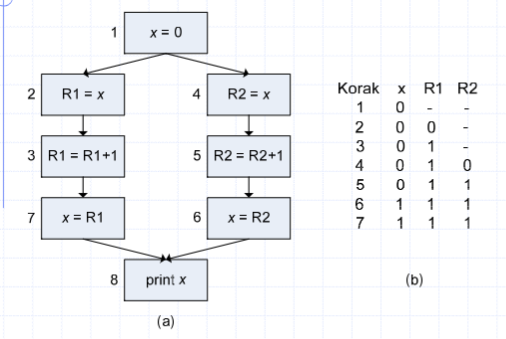 1 x = 0
2 R1 = x 4 R2 = x
3 R1 = R1+1 5 R2 = R2+1
7 x = R1 6 x = R2
8 print x
(a)
Korak x R1 R2
1 0 - -
2 0 0 -
3 0 1 -
4 0 1 0
5 0 1 1
6 1 1 1
7 1 1 1
(b)